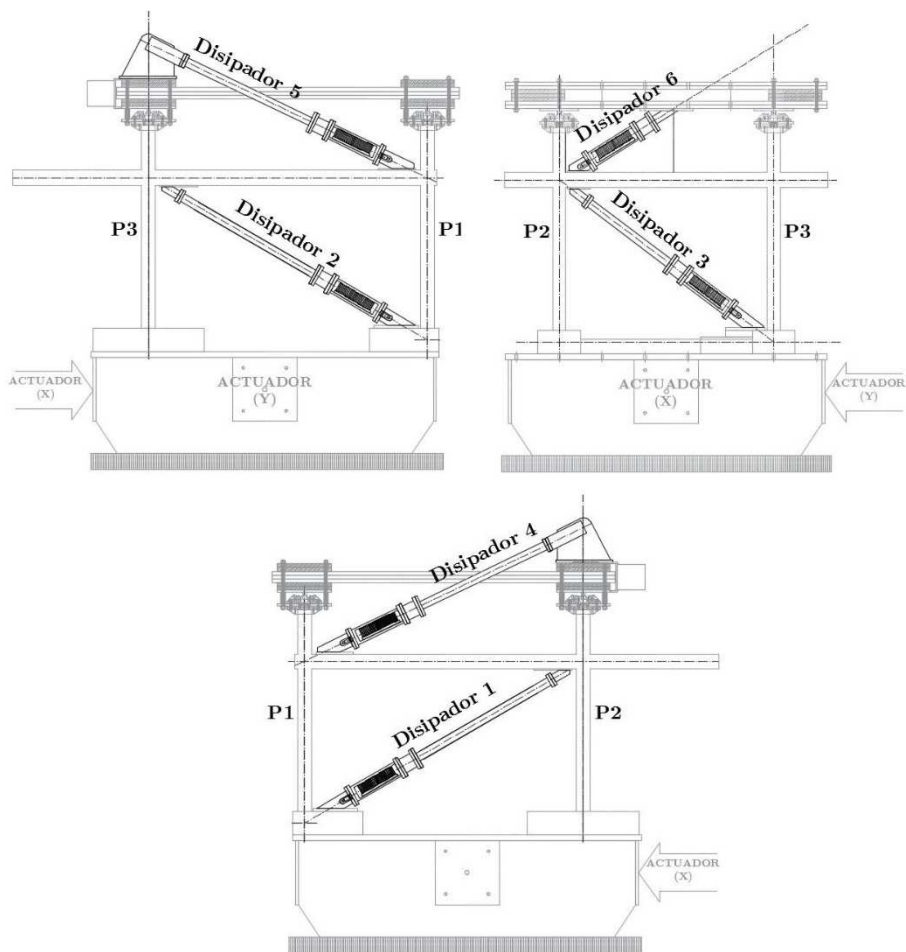 Disipador 5
Disipador 2
P3
P1
ACTUADOR
(X)
ACTUADOR
(Y)
Disipador 6
Disipador 3
P2
P3
ACTUADOR
(X)
ACTUADOR
(Y)
Disipador 4
Disipador 1
P1
P2
ACTUADOR
(X)